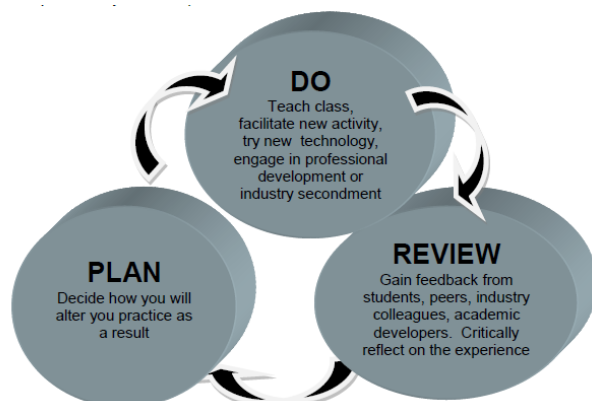 DO
Teach class,
facilitate new activity,
try new technology,
engage in professional
development or
industry secondment
REVIEW
Gain feedback from
students, peers, industry
colleagues, academic
developers. Critically
reflect on the experience
PLAN
Decide how you will
alter you practice as
a result